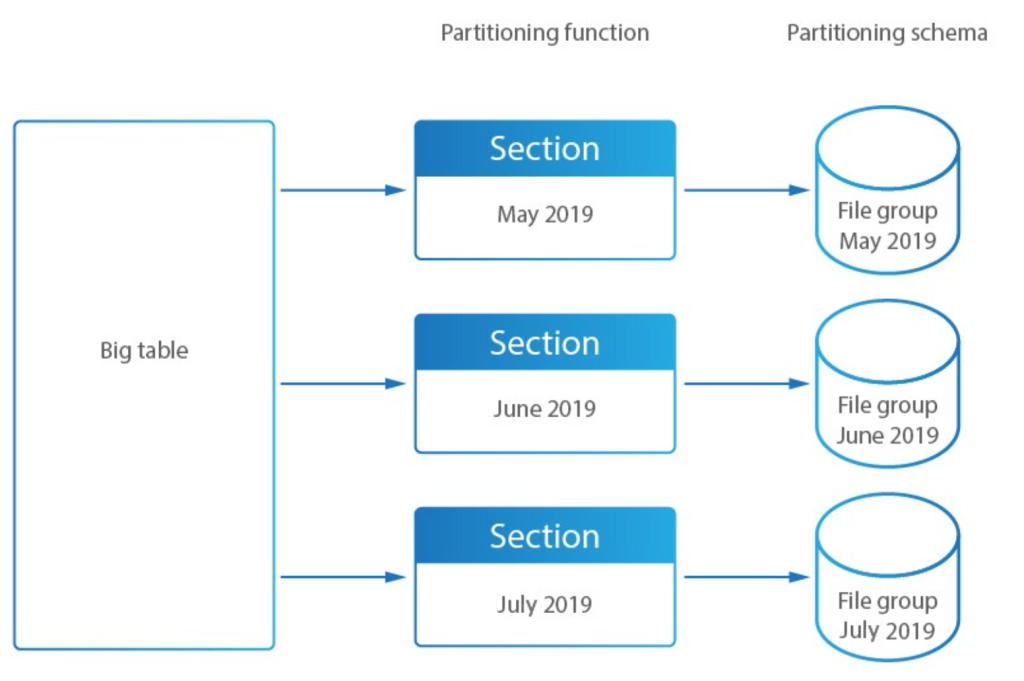 Partitioning function
Partitioning schema
Big table
Section
May 2019
File group
May 2019
Section
June 2019
File group
June 2019
Section
July 2019
File group
July 2019